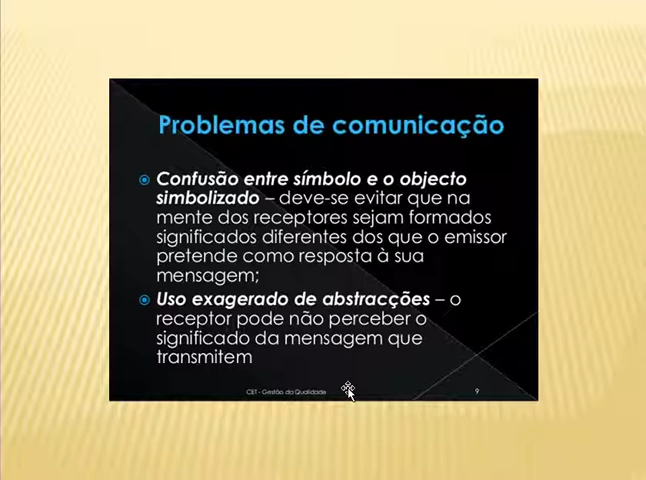 Problemas de comunicação
Confusão entre símbolo e o objecto
simbolizado – deve-se evitar que na
mente dos receptores sejam formados
significados diferentes dos que o emissor
pretende como resposta à sua
mensagem;
Uso exagerado de abstracções – o
receptor pode não perceber o
significado da mensagem que
transmitem
CET - Gestão da Qualidade
9